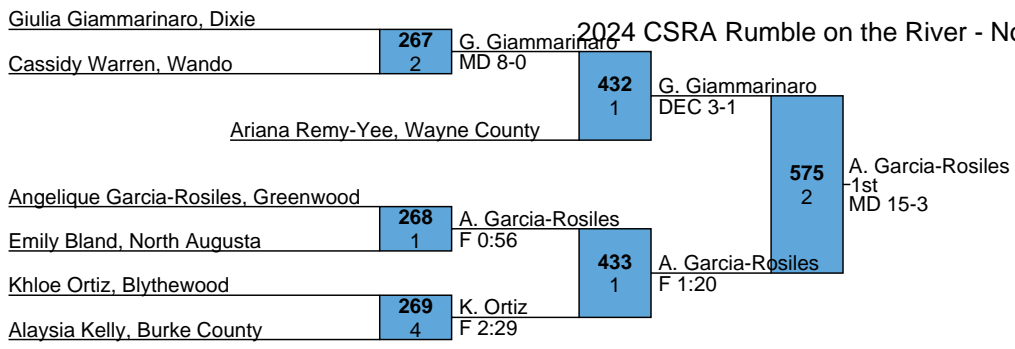 2024 CSRA Rumble on the River - No
Giulia Giammarinaro, Dixie
267
2
Cassidy Warren, Wando
G. Giammarinaro
MD 8-0
432
1
Ariana Remy-Yee, Wayne County
G. Giammarinaro
DEC 3-1
575
2
A. Garcia-Rosiles
1st
MD 15-3
Angelique Garcia-Rosiles, Greenwood
268
1
Emily Bland, North Augusta
A. Garcia-Rosiles
F 0:56
433
1
A. Garcia-Rosiles
F 1:20
Khloe Ortiz, Blythewood
269
4
Alaysia Kelly, Burke County
K. Ortiz
F 2:29